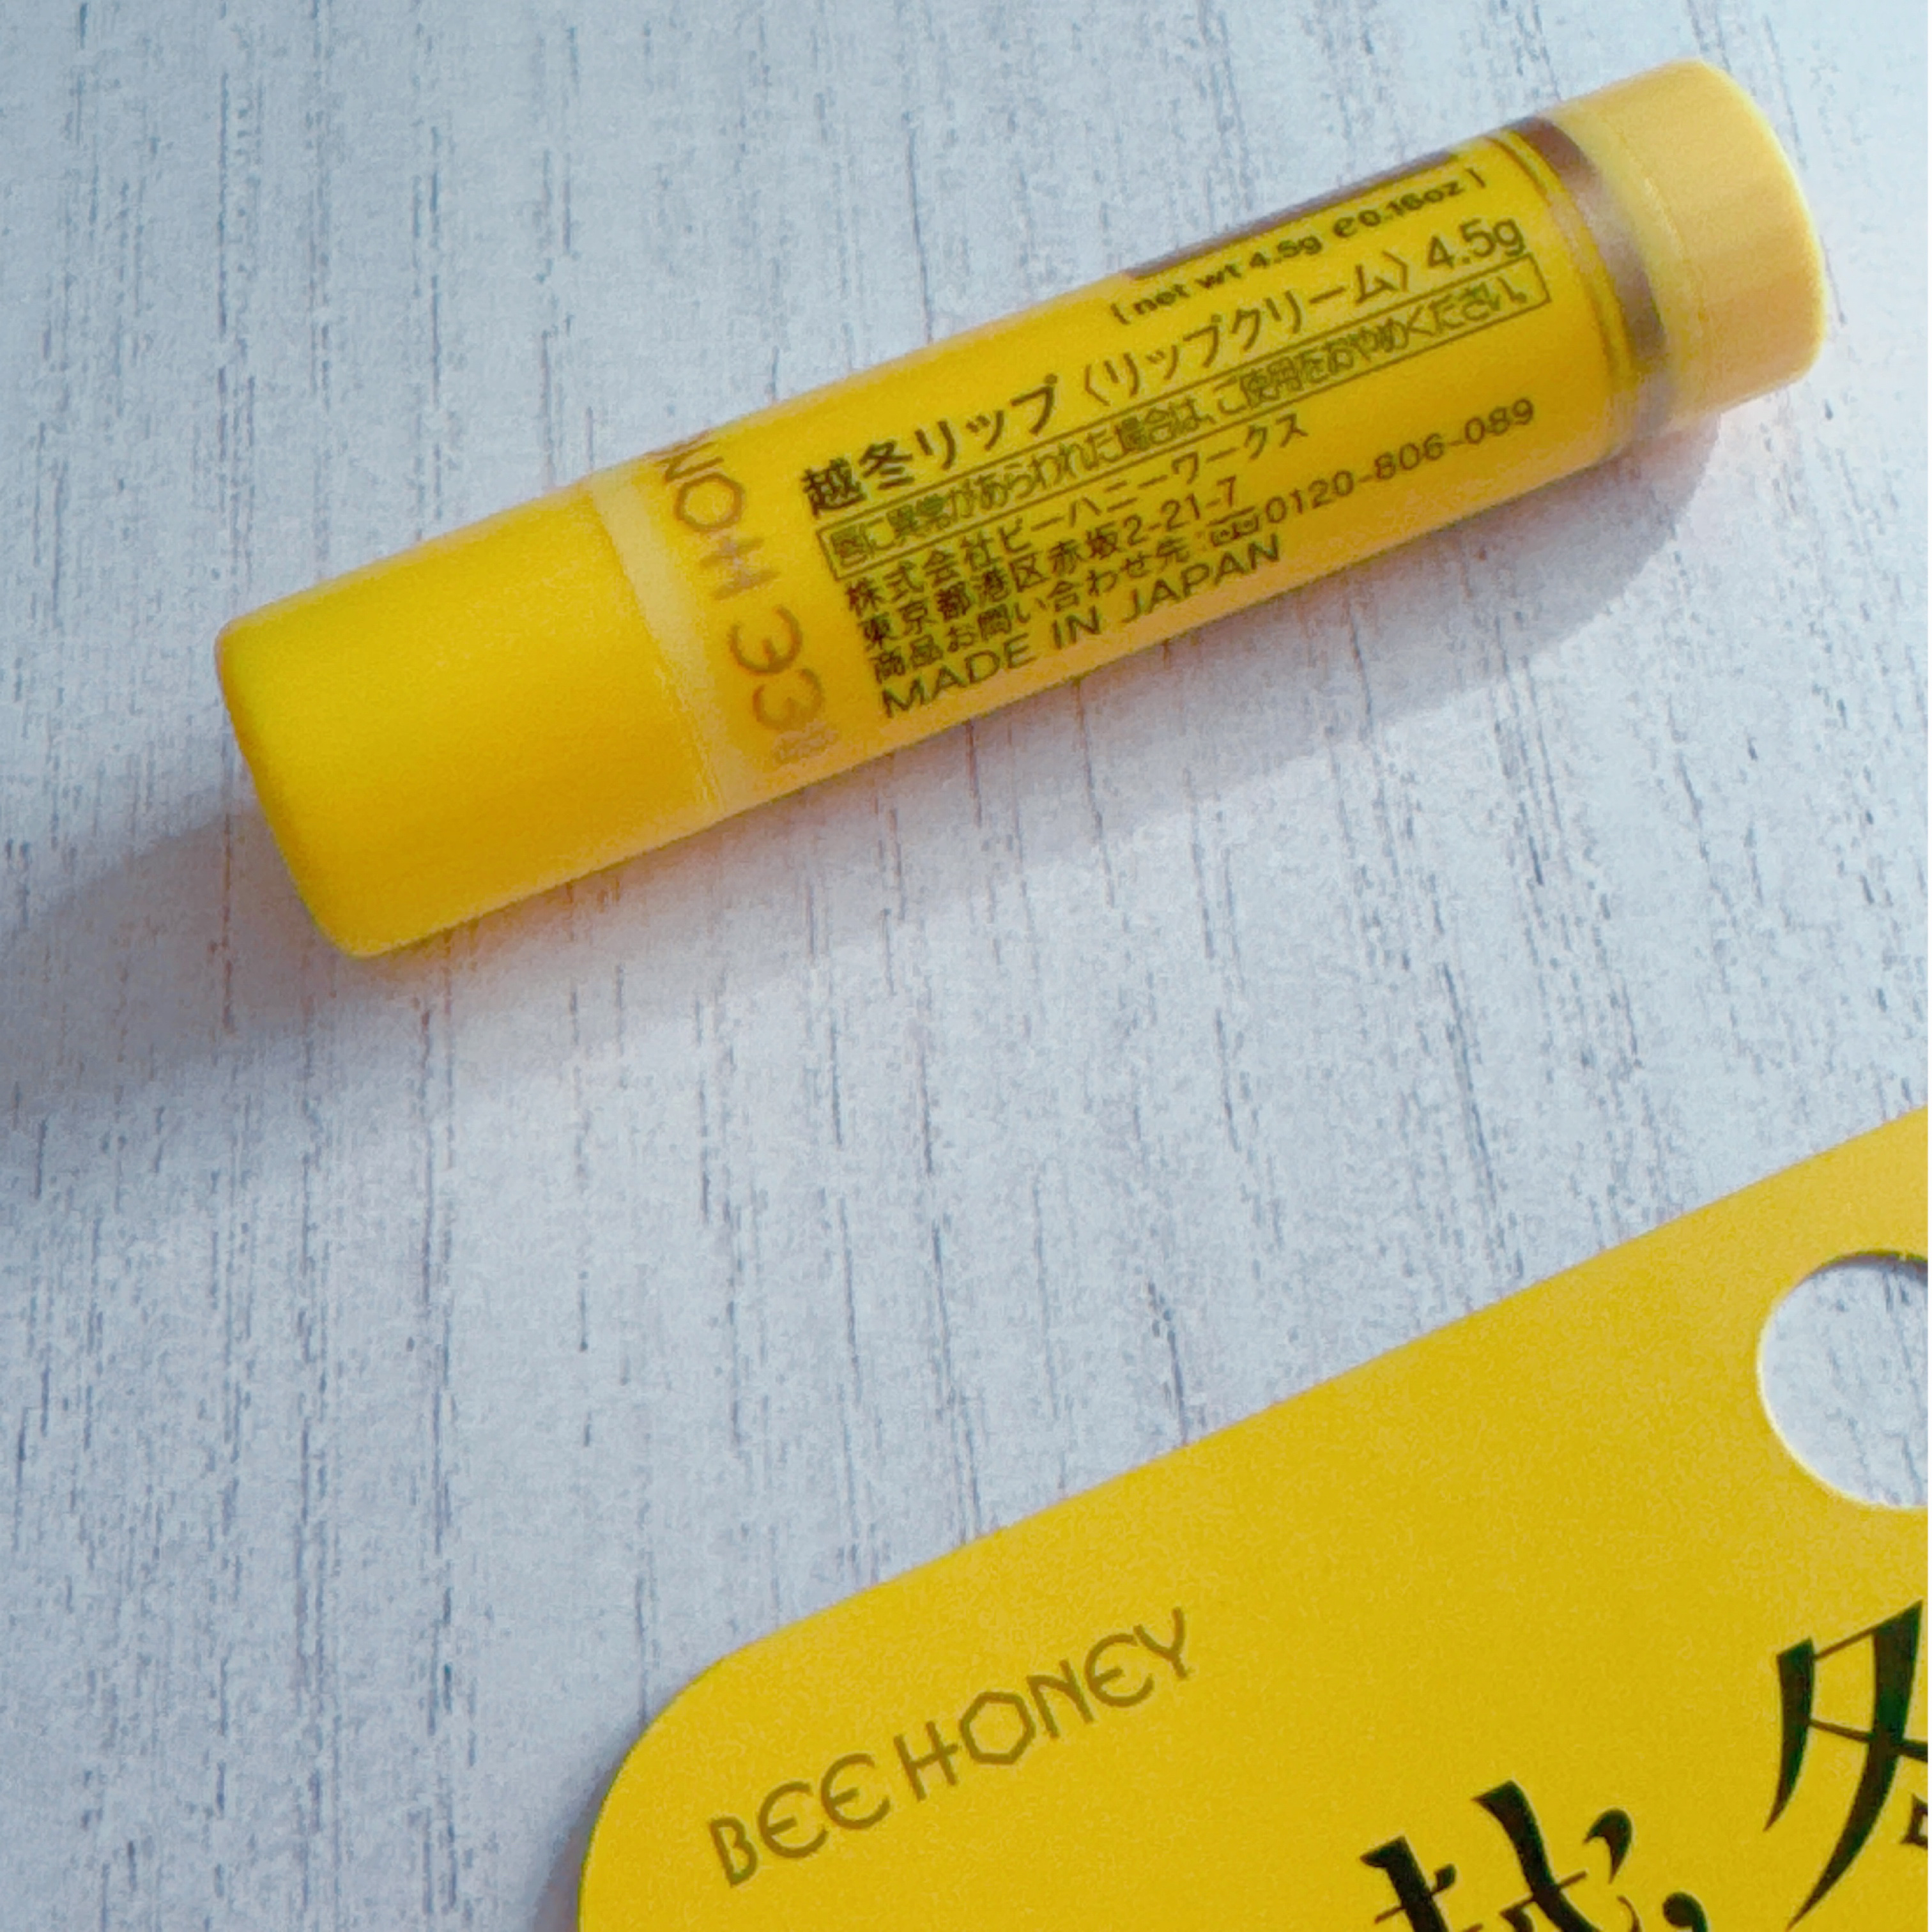 ( net wt 4.5g e0.16oz )
越冬リップ〈リップクリーム〉4.5g
唇に異常があらわれた場合は、ご使用をおやめください。
株式会社ビーハニーワークス
東京都港区赤坂2-21-7
商品お問い合わせ先 0120-806-089
MADE IN JAPAN
BEE HON
BEE HONEY
越冬